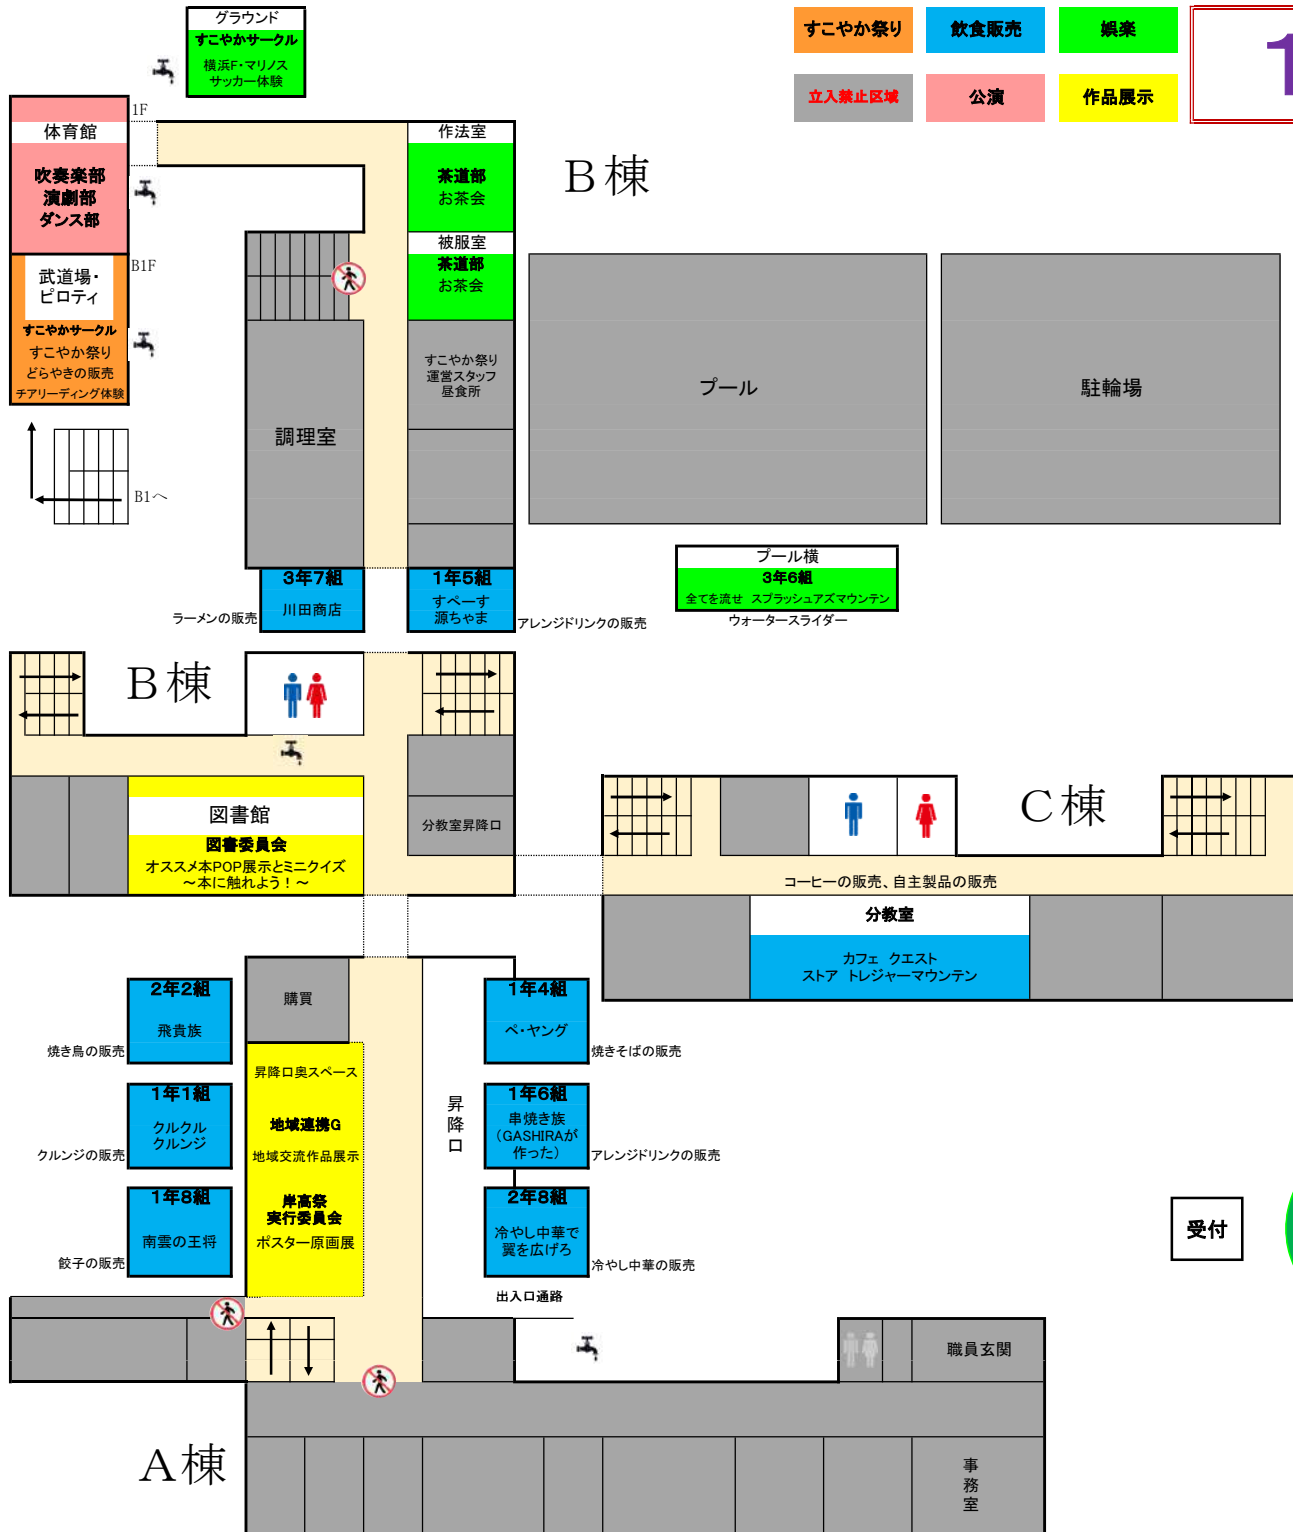 グラウンド
すこやかサークル
横浜F・マリノス
サッカー体験
すこやか祭り
飲食販売
娯楽
立入禁止区域
公演
作品展示
1
1F
体育館
吹奏楽部
演劇部
ダンス部
B1F
武道場・
ピロティ
すこやかサークル
すこやか祭り
どらやきの販売
チアリーディング体験
B1へ
作法室
茶道部
お茶会
被服室
茶道部
お茶会
すこやか祭り
運営スタッフ
昼食所
調理室
B棟
プール
駐輪場
3年7組
川田商店
ラーメンの販売
1年5組
すぺーす
源ちゃま
アレンジドリンクの販売
プール横
3年6組
全てを流せ スプラッシュアズマウンテン
ウォータースライダー
B棟
図書館
図書委員会
オススメ本POP展示とミニクイズ
～本に触れよう！～
分教室昇降口
C棟
コーヒーの販売、自主製品の販売
分教室
カフェ クエスト
ストア トレジャーマウンテン
2年2組
飛貴族
焼き鳥の販売
1年1組
クルクル
クルンジ
クルンジの販売
1年8組
南雲の王将
餃子の販売
購買
昇降口奥スペース
地域連携G
地域交流作品展示
岸高祭
実行委員会
ポスター原画展
昇降口
1年4組
ペ・ヤング
焼きそばの販売
1年6組
串焼き族
(GASHIRAが
作った)
アレンジドリンクの販売
2年8組
冷やし中華で
翼を広げろ
冷やし中華の販売
出入口通路
受付
職員玄関
A棟
事務室